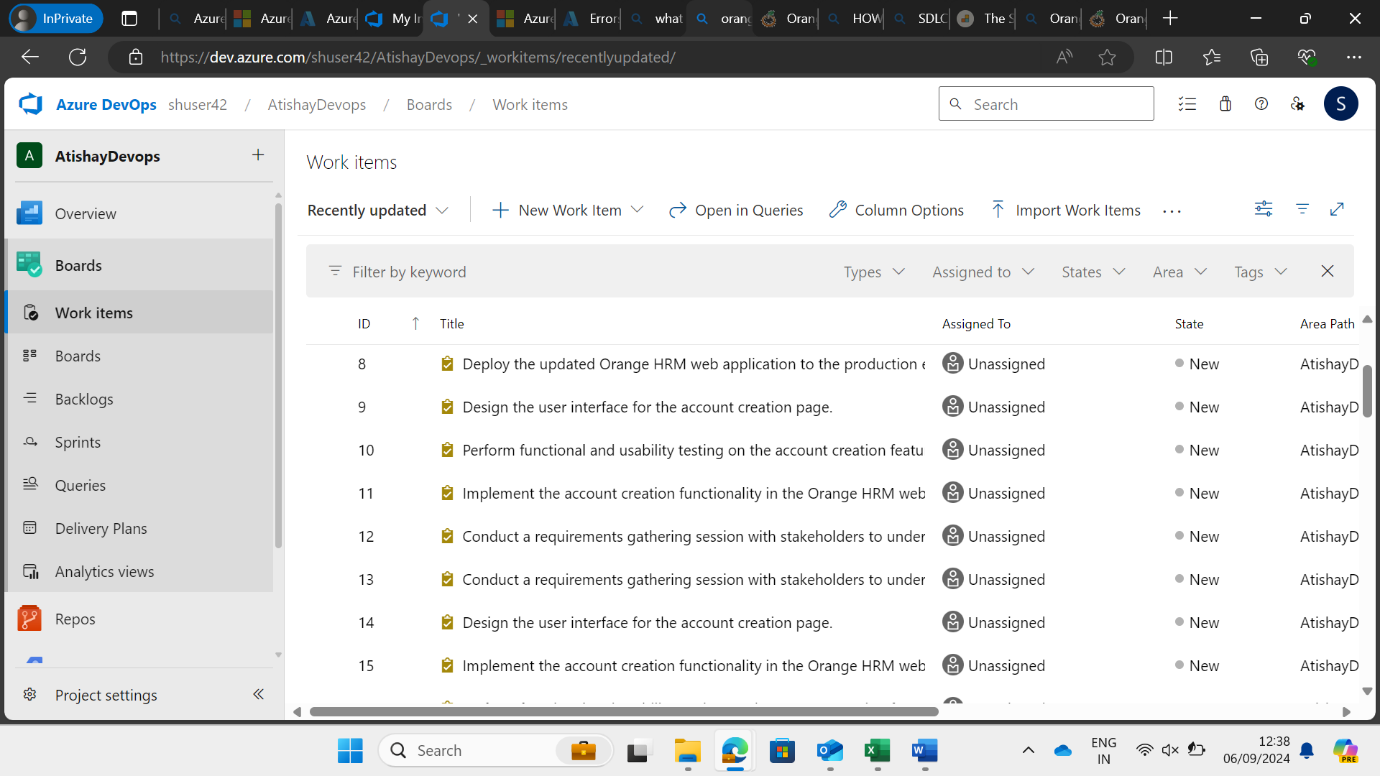 InPrivate
Azure
Azure
Azure
My In
Azure
Error
what
orang
Oran
HOW
SDLC
The S
Oran
Oran
https://dev.azure.com/shuser42/AtishayDevops/_workitems/recentlyupdated/
Azure DevOps shuser42 / AtishayDevops / Boards / Work items
Search
S
A AtishayDevops
Overview
Boards
Work items
Boards
Backlogs
Sprints
Queries
Delivery Plans
Analytics views
Repos
Project settings
Work items
Recently updated New Work Item Open in Queries Column Options Import Work Items
Filter by keyword Types Assigned to States Area Tags
ID Title Assigned To State Area Path
8 Deploy the updated Orange HRM web application to the production e Unassigned New AtishayD
9 Design the user interface for the account creation page. Unassigned New AtishayD
10 Perform functional and usability testing on the account creation featu Unassigned New AtishayD
11 Implement the account creation functionality in the Orange HRM web Unassigned New AtishayD
12 Conduct a requirements gathering session with stakeholders to under Unassigned New AtishayD
13 Conduct a requirements gathering session with stakeholders to under Unassigned New AtishayD
14 Design the user interface for the account creation page. Unassigned New AtishayD
15 Implement the account creation functionality in the Orange HRM web Unassigned New AtishayD
Search
ENG
IN
12:38
06/09/2024
PRE